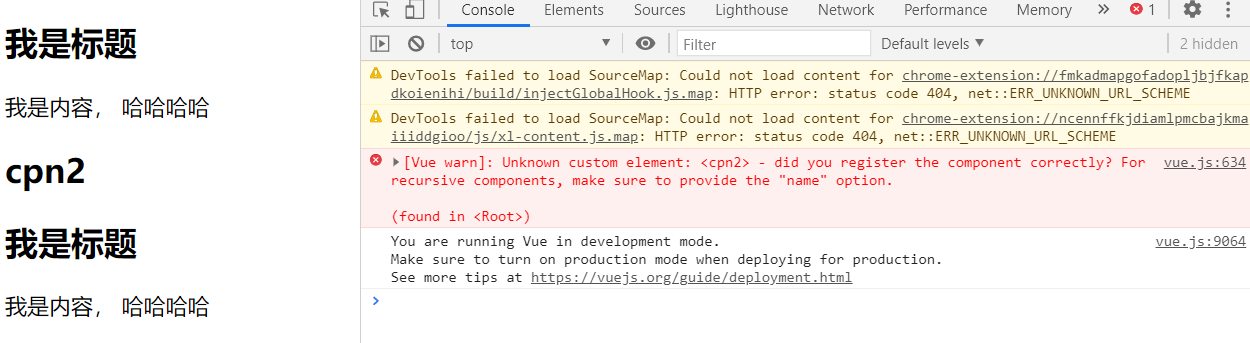 我是标题
我是内容， 哈哈哈哈
cpn2
我是标题
我是内容， 哈哈哈哈
Console Elements Sources Lighthouse Network Performance Memory » 1
top Filter Default levels 2 hidden
DevTools failed to load SourceMap: Could not load content for chrome-extension://fmkadmapgofadopljbjfkap
dkoienihi/build/injectGlobalHook.js.map: HTTP error: status code 404, net::ERR_UNKNOWN_URL_SCHEME
DevTools failed to load SourceMap: Could not load content for chrome-extension://ncennffkjdiamlpmcbajkma
iiiddgioo/js/xl-content.js.map: HTTP error: status code 404, net::ERR_UNKNOWN_URL_SCHEME
[Vue warn]: Unknown custom element: <cpn2> - did you register the component correctly? For vue.js:634
recursive components, make sure to provide the "name" option.
(found in <Root>)
You are running Vue in development mode. vue.js:9064
Make sure to turn on production mode when deploying for production.
See more tips at https://vuejs.org/guide/deployment.html